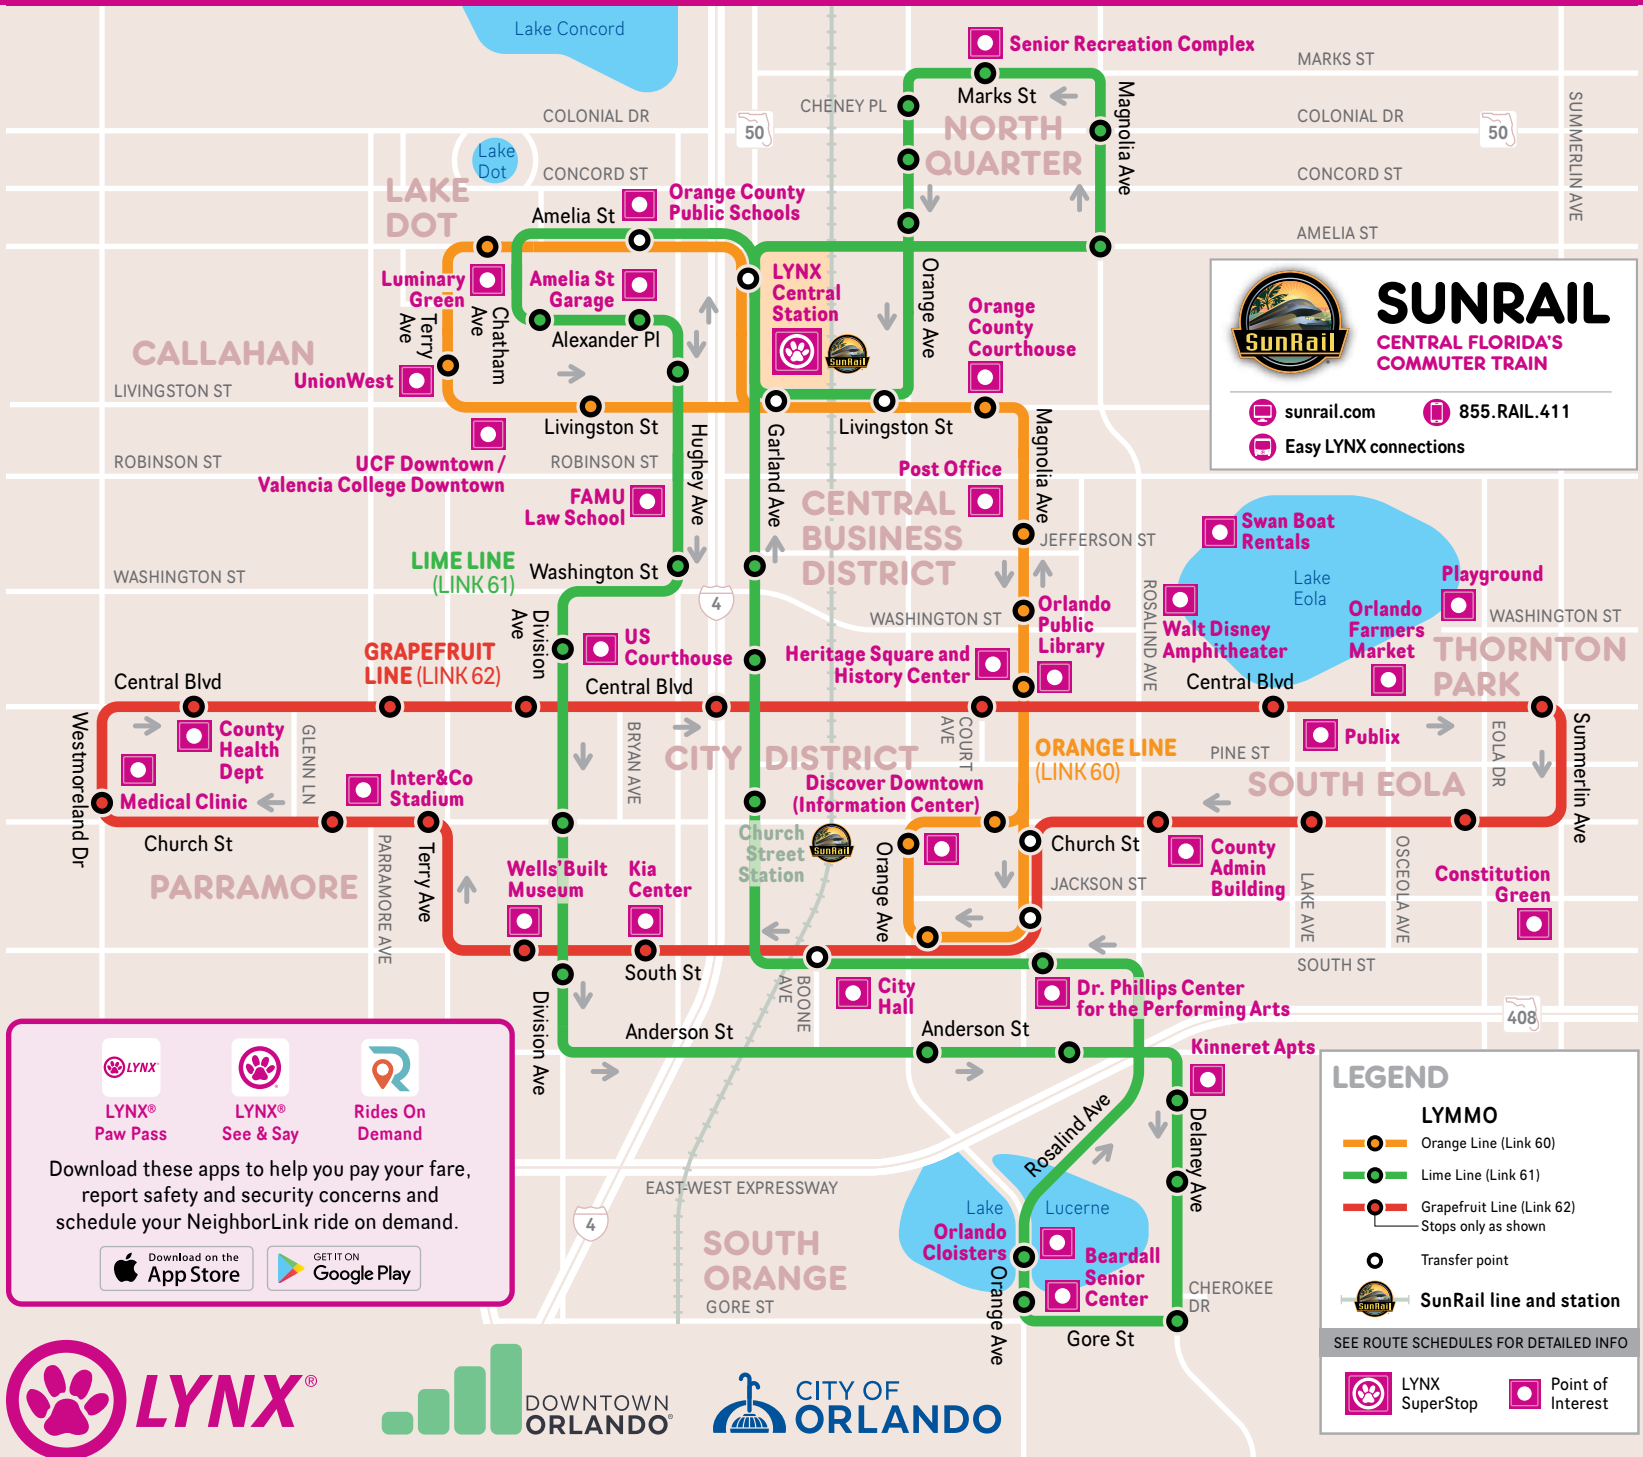 Lake Concord
Senior Recreation Complex
MARKS ST
Marks St
CHENEY PL
Magnolia Ave
SUMMERLIN AVE
COLONIAL DR
50
NORTH
QUARTER
COLONIAL DR
50
Lake
Dot
CONCORD ST
CONCORD ST
LAKE
DOT
Orange County
Public Schools
Amelia St
AMELIA ST
Luminary
Green
Amelia St
Garage
LYNX
Central
Station
SunRail
Orange Ave
Orange
County
Courthouse
SunRail
SUNRAIL
CENTRAL FLORIDA'S
COMMUTER TRAIN
sunrail.com
855.RAIL.411
Easy LYNX connections
Terry
Ave
Chatham
Ave
Alexander Pl
CALLAHAN
UnionWest
LIVINGSTON ST
Livingston St
Livingston St
Hughey Ave
Garland Ave
Magnolia Ave
ROBINSON ST
UCF Downtown /
Valencia College Downtown
ROBINSON ST
Post Office
FAMU
Law School
CENTRAL
BUSINESS
DISTRICT
JEFFERSON ST
Swan Boat
Rentals
Lake
Eola
Playground
LIME LINE
(LINK 61)
Washington St
WASHINGTON ST
4
WASHINGTON ST
Orlando
Public
Library
ROSALIND AVE
Walt Disney
Amphitheater
Orlando
Farmers
Market
WASHINGTON ST
THORNTON
PARK
Division
Ave
US
Courthouse
Heritage Square and
History Center
GRAPEFRUIT
LINE (LINK 62)
Central Blvd
Central Blvd
Central Blvd
Westmoreland Dr
County
Health
Dept
GLENN LN
BRYAN AVE
CITY DISTRICT
COURT
AVE
ORANGE LINE
(LINK 60)
PINE ST
Publix
EOLA DR
Summerlin Ave
Medical Clinic
Inter&Co
Stadium
Discover Downtown
(Information Center)
SOUTH EOLA
Church St
PARRAMORE AVE
Terry Ave
Church
Street
Station
SunRail
Orange Ave
Church St
JACKSON ST
County
Admin
Building
LAKE AVE
OSCEOLA AVE
Constitution
Green
PARRAMORE
Wells'Built
Museum
Kia
Center
South St
SOUTH ST
BOONE
AVE
City
Hall
Dr. Phillips Center
for the Performing Arts
408
Division Ave
Anderson St
Anderson St
Kinneret Apts
Rosalind Ave
Delaney Ave
LYNX
LYNX®
Paw Pass
LYNX®
See & Say
Rides On
Demand
Download these apps to help you pay your fare,
report safety and security concerns and
schedule your NeighborLink ride on demand.
Download on the
App Store
GET IT ON
Google Play
EAST-WEST EXPRESSWAY
4
SOUTH
ORANGE
GORE ST
Lake
Lucerne
Orlando
Cloisters
Orange Ave
Beardall
Senior
Center
CHEROKEE
DR
Gore St
LEGEND
LYMMO
Orange Line (Link 60)
Lime Line (Link 61)
Grapefruit Line (Link 62)
Stops only as shown
Transfer point
SunRail
SunRail line and station
SEE ROUTE SCHEDULES FOR DETAILED INFO
LYNX
SuperStop
Point of
Interest
LYNX®
DOWNTOWN
ORLANDO®
CITY OF
ORLANDO